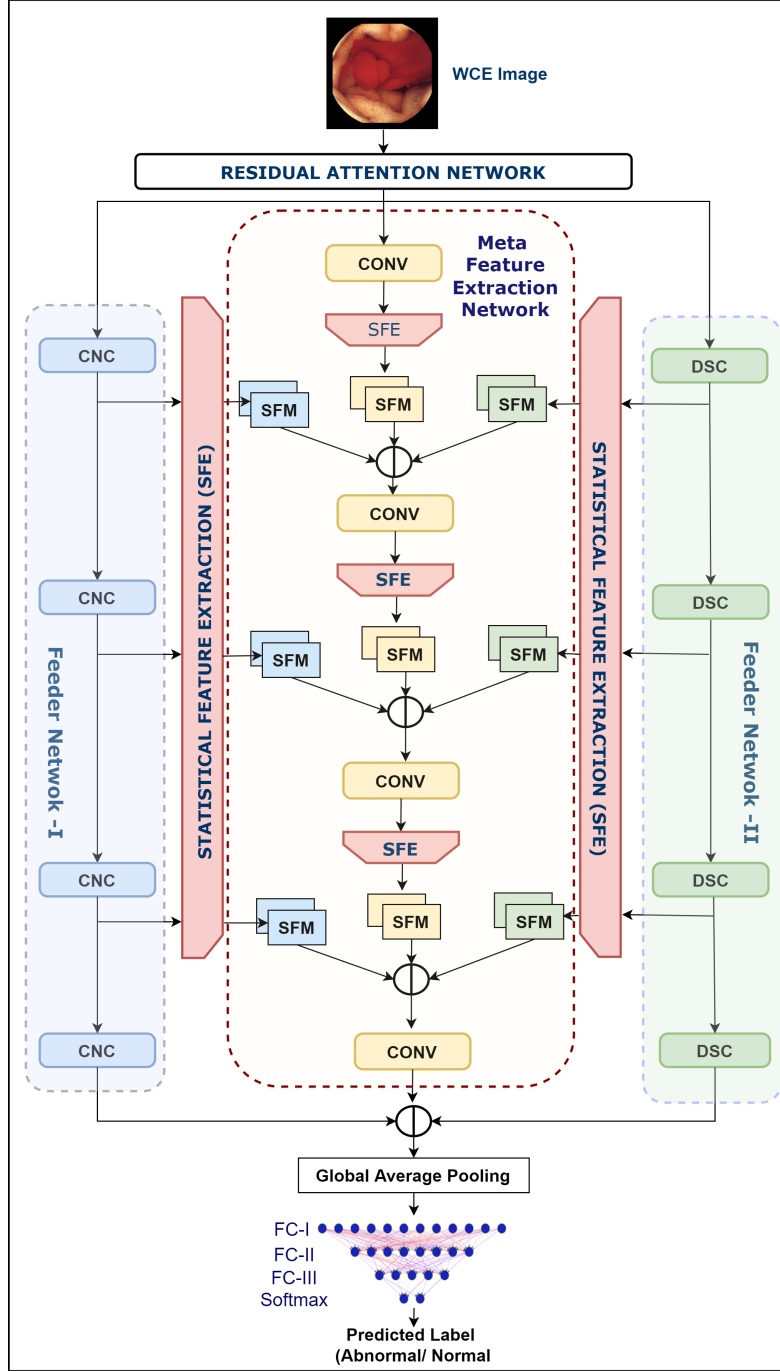 WCE Image
RESIDUAL ATTENTION NETWORK
Meta
Feature
Extraction
Network
CONV
SFE
CNC
DSC
SFM
SFM
SFM
CONV
SFE
CNC
DSC
SFM
SFM
SFM
CONV
SFE
CNC
DSC
SFM
SFM
SFM
CONV
CNC
DSC
Feeder Netwok -I
STATISTICAL FEATURE EXTRACTION (SFE)
STATISTICAL FEATURE EXTRACTION (SFE)
Feeder Netwok -II
Global Average Pooling
FC-I
FC-II
FC-III
Softmax
Predicted Label
(Abnormal/ Normal